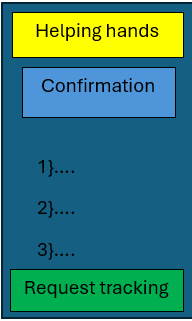 Helping hands
Confirmation
1}....
2}....
3}....
Request tracking